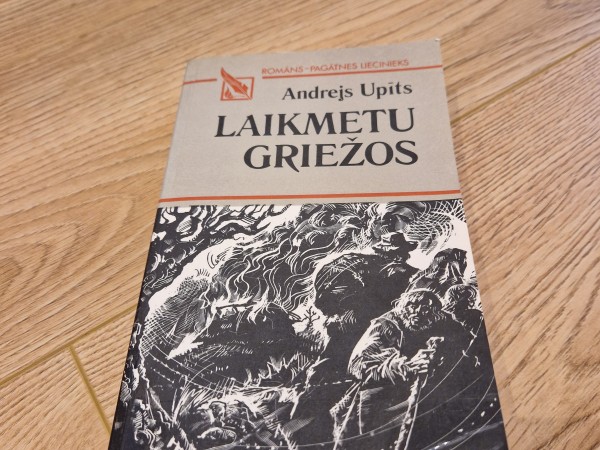 ROMĀNS - PAGĀTNES LIECINIEKS
Andrejs Upīts
LAIKMETU
GRIEŽOS